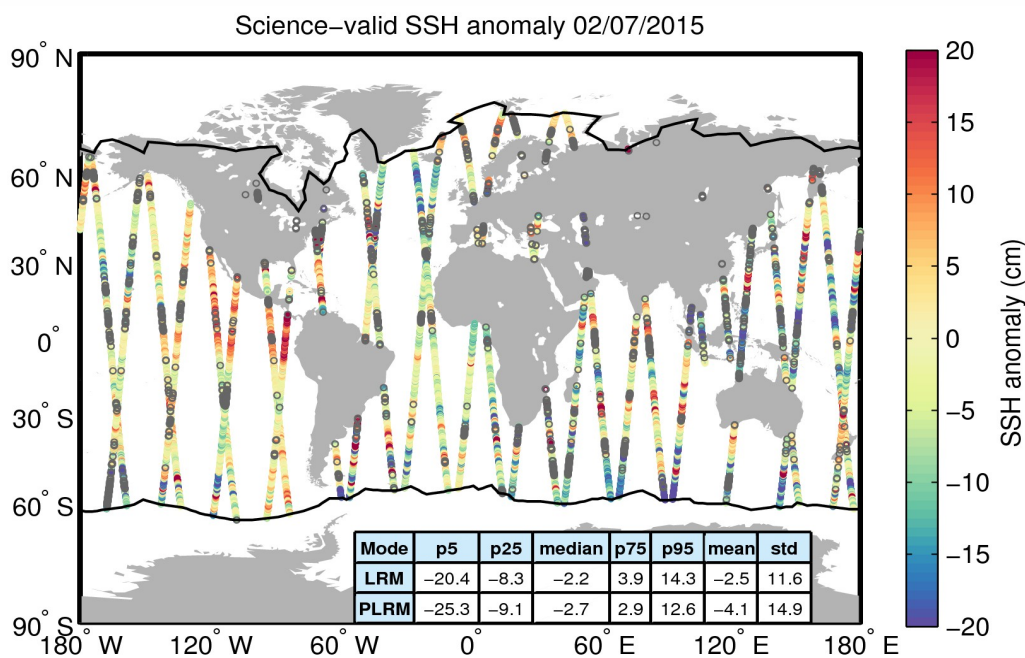 Science−valid SSH anomaly 02/07/2015
90° N
60° N
30° N
0°
30° S
60° S
90° S
180° W 120° W 60° W 0° 60° E 120° E 180° E
20
15
10
5
0
−5
−10
−15
−20
SSH anomaly (cm)
Mode p5 p25 median p75 p95 mean std
LRM −20.4 −8.3 −2.2 3.9 14.3 −2.5 11.6
PLRM −25.3 −9.1 −2.7 2.9 12.6 −4.1 14.9